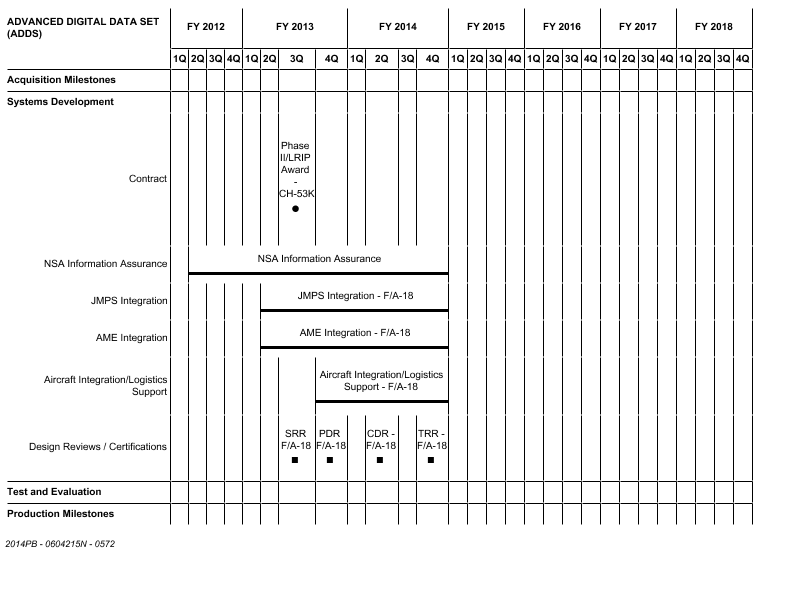 ADVANCED DIGITAL DATA SET
(ADDS)
FY 2012 FY 2013 FY 2014 FY 2015 FY 2016 FY 2017 FY 2018
1Q 2Q 3Q 4Q 1Q 2Q 3Q 4Q 1Q 2Q 3Q 4Q 1Q 2Q 3Q 4Q 1Q 2Q 3Q 4Q 1Q 2Q 3Q 4Q 1Q 2Q 3Q 4Q
Acquisition Milestones
Systems Development
Contract
Phase
II/LRIP
Award
-
CH-53K
NSA Information Assurance
NSA Information Assurance
JMPS Integration
JMPS Integration - F/A-18
AME Integration
AME Integration - F/A-18
Aircraft Integration/Logistics
Support
Aircraft Integration/Logistics
Support - F/A-18
Design Reviews / Certifications
SRR
F/A-18
PDR
F/A-18
CDR -
F/A-18
TRR -
F/A-18
Test and Evaluation
Production Milestones
2014PB - 0604215N - 0572